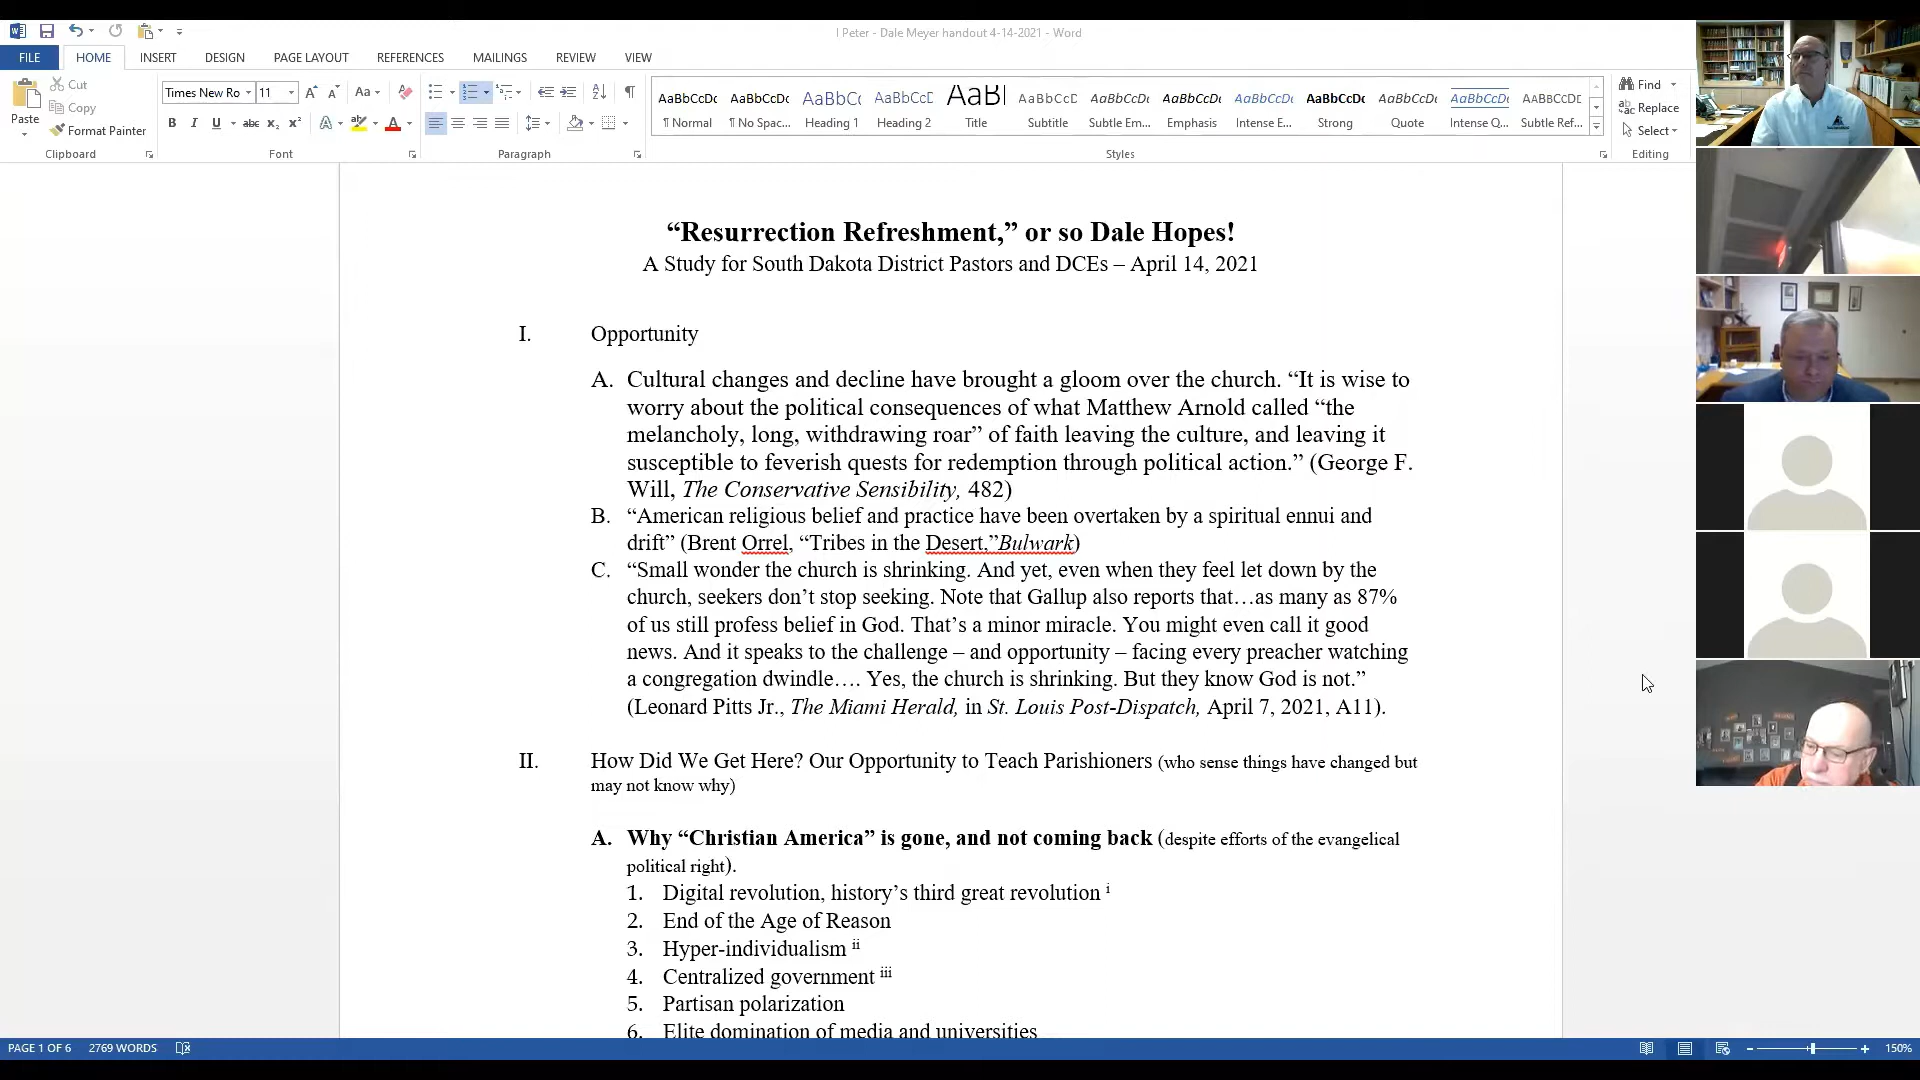 I Peter - Dale Meyer handout 4-14-2021 - Word
FILE HOME INSERT DESIGN PAGE LAYOUT REFERENCES MAILINGS REVIEW VIEW
Paste
Cut
Copy
Format Painter
Clipboard
Times New Ro 11
Font
Paragraph
AaBbCcDc AaBbCcDc AaBbCc AaBbCcD AaBl AaBbCcD AaBbCcDı AaBbCcDı AaBbCcDı AaBbCcDc AaBbCcDı AaBbCcDı AaBbCcDı
¶ Normal ¶ No Spac... Heading 1 Heading 2 Title Subtitle Subtle Em... Emphasis Intense E... Strong Quote Intense Q... Subtle Ref...
Styles
Find
Replace
Select
Editing
“Resurrection Refreshment,” or so Dale Hopes!
A Study for South Dakota District Pastors and DCEs – April 14, 2021
I. Opportunity
A. Cultural changes and decline have brought a gloom over the church. “It is wise to
worry about the political consequences of what Matthew Arnold called “the
melancholy, long, withdrawing roar” of faith leaving the culture, and leaving it
susceptible to feverish quests for redemption through political action.” (George F.
Will, The Conservative Sensibility, 482)
B. “American religious belief and practice have been overtaken by a spiritual ennui and
drift” (Brent Orrel, “Tribes in the Desert,”Bulwark)
C. “Small wonder the church is shrinking. And yet, even when they feel let down by the
church, seekers don’t stop seeking. Note that Gallup also reports that…as many as 87%
of us still profess belief in God. That’s a minor miracle. You might even call it good
news. And it speaks to the challenge – and opportunity – facing every preacher watching
a congregation dwindle…. Yes, the church is shrinking. But they know God is not.”
(Leonard Pitts Jr., The Miami Herald, in St. Louis Post-Dispatch, April 7, 2021, A11).
II. How Did We Get Here? Our Opportunity to Teach Parishioners (who sense things have changed but
may not know why)
A. Why “Christian America” is gone, and not coming back (despite efforts of the evangelical
political right).
1. Digital revolution, history’s third great revolution i
2. End of the Age of Reason
3. Hyper-individualism ii
4. Centralized government iii
5. Partisan polarization
6. Elite domination of media and universities
PAGE 1 OF 6 2769 WORDS 150%